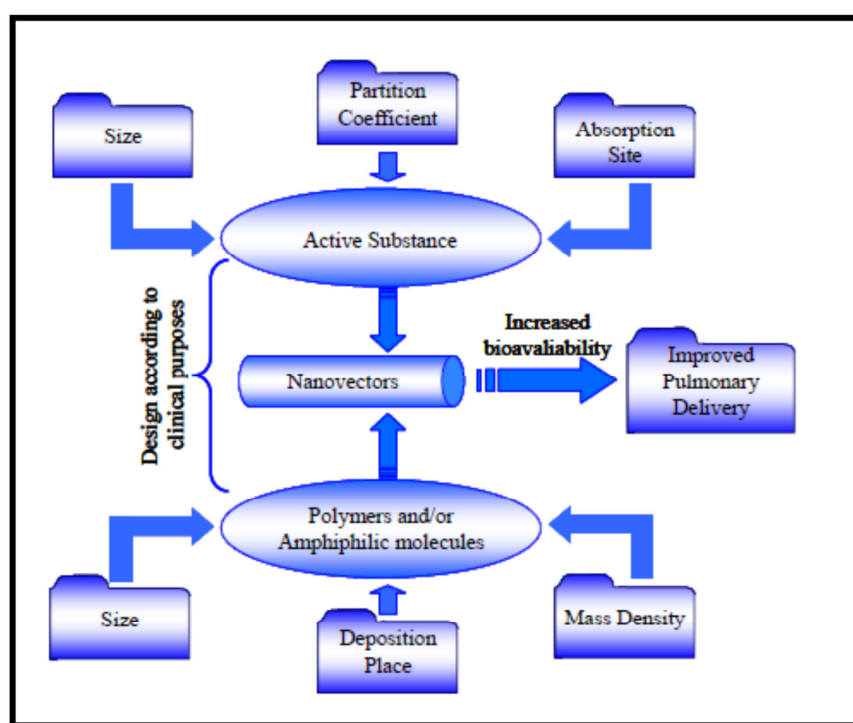 Partition
Coefficient
Size
Absorption
Site
Active Substance
Design according to
clinical purposes
Increased
bioavaliability
Nanovectors
Improved
Pulmonary
Delivery
Polymers and/or
Amphiphilic molecules
Size
Deposition
Place
Mass Density